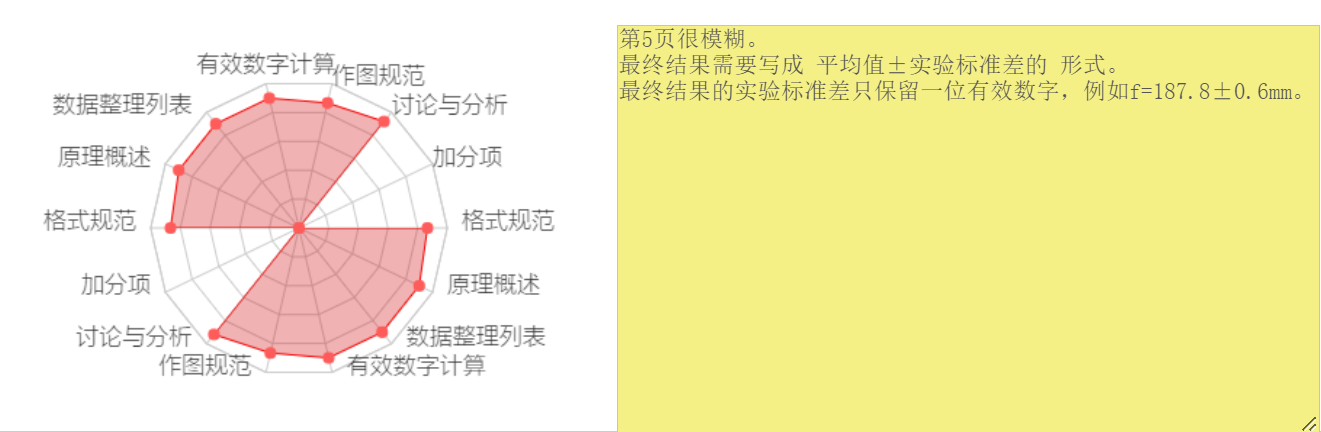 有效数字计算
作图规范
数据整理列表
讨论与分析
原理概述
加分项
格式规范
格式规范
加分项
原理概述
讨论与分析
数据整理列表
作图规范
有效数字计算
第5页很模糊。
最终结果需要写成 平均值±实验标准差的 形式。
最终结果的实验标准差只保留一位有效数字，例如f=187.8±0.6mm。